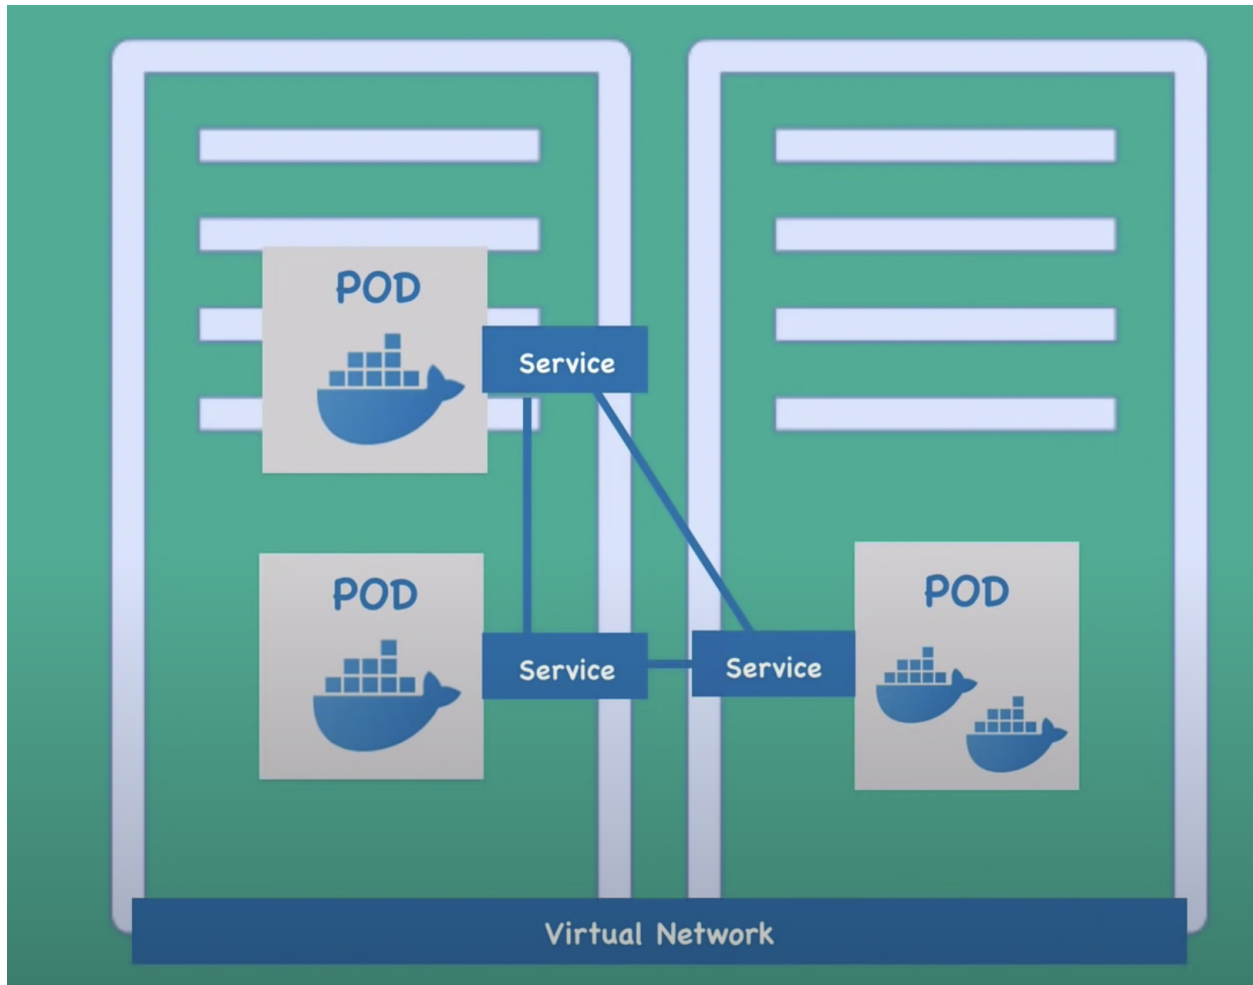 POD
Service
POD
Service
Service
POD
Virtual Network